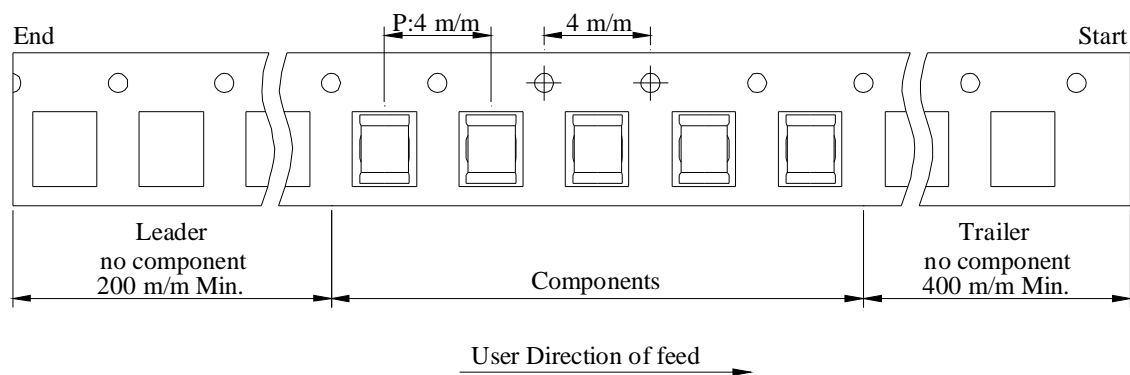 P:4 m/m
4 m/m
End
Start
Leader
no component
200 m/m Min.
Components
Trailer
no component
400 m/m Min.
User Direction of feed